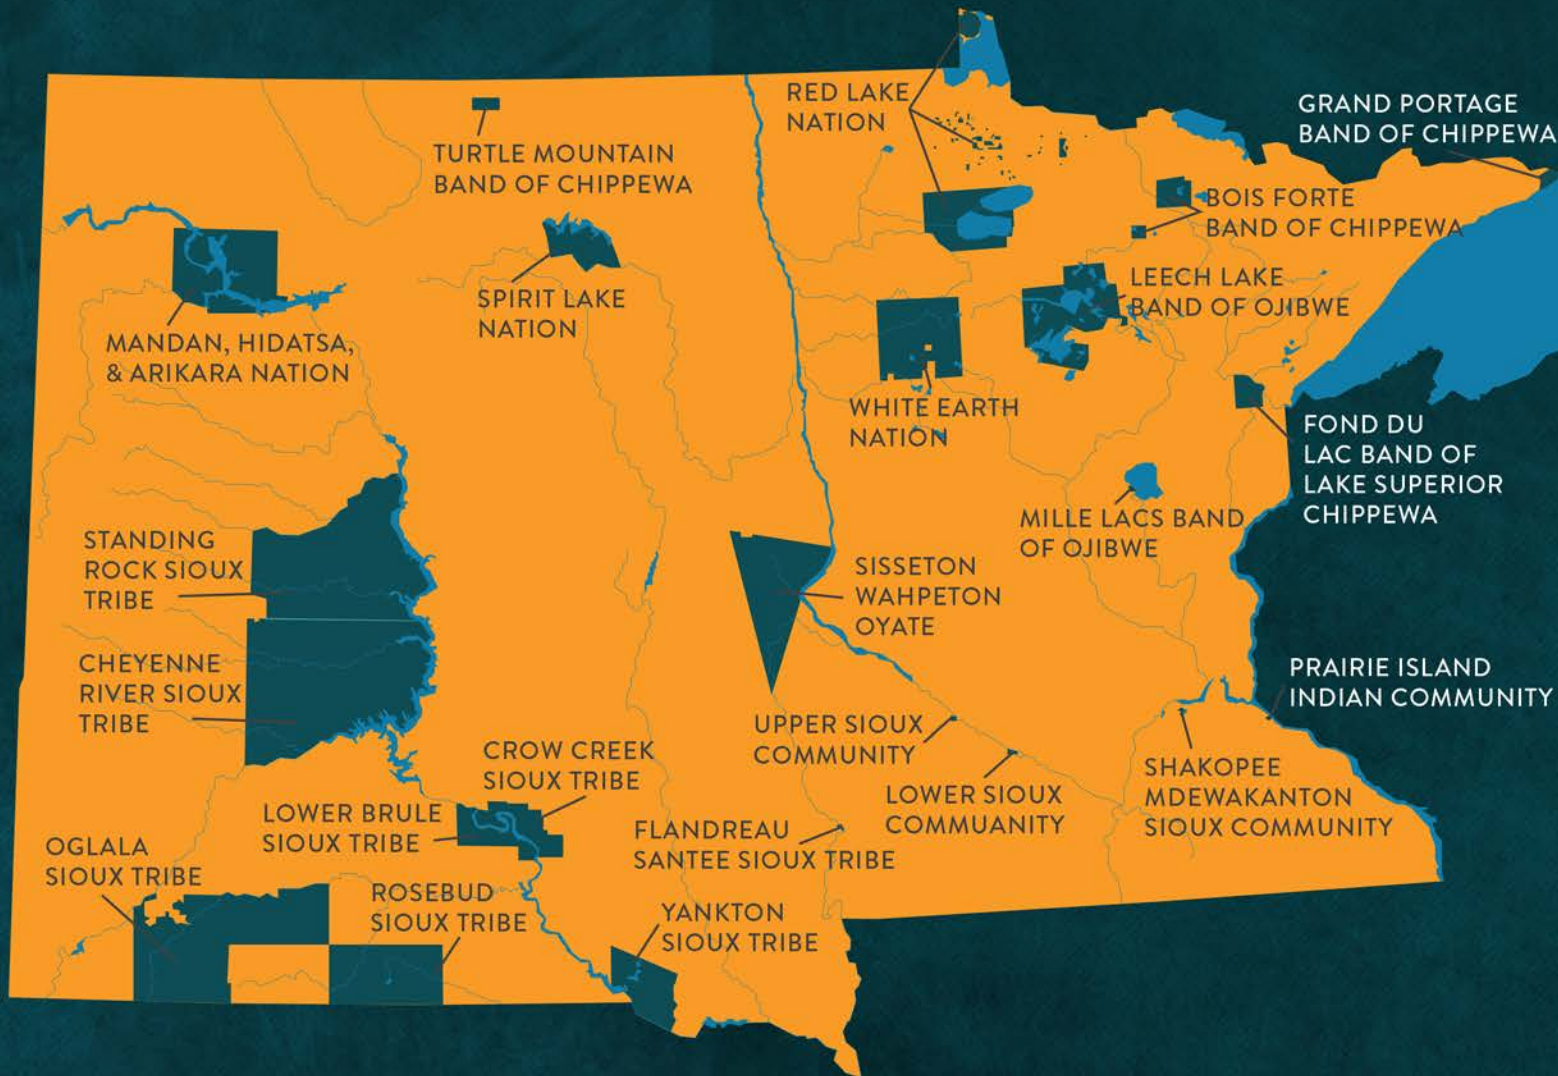 RED LAKE
NATION
GRAND PORTAGE
BAND OF CHIPPEWA
TURTLE MOUNTAIN
BAND OF CHIPPEWA
BOIS FORTE
BAND OF CHIPPEWA
SPIRIT LAKE
NATION
LEECH LAKE
BAND OF OJIBWE
MANDAN, HIDATSA,
& ARIKARA NATION
WHITE EARTH
NATION
FOND DU
LAC BAND OF
LAKE SUPERIOR
CHIPPEWA
MILLE LACS BAND
OF OJIBWE
STANDING
ROCK SIOUX
TRIBE
SISSETON
WAHPETON
OYATE
CHEYENNE
RIVER SIOUX
TRIBE
PRAIRIE ISLAND
INDIAN COMMUNITY
UPPER SIOUX
COMMUNITY
CROW CREEK
SIOUX TRIBE
SHAKOPEE
MDEWAKANTON
SIOUX COMMUNITY
LOWER SIOUX
COMMUANITY
LOWER BRULE
SIOUX TRIBE
FLANDREAU
SANTEE SIOUX TRIBE
OGLALA
SIOUX TRIBE
ROSEBUD
SIOUX TRIBE
YANKTON
SIOUX TRIBE